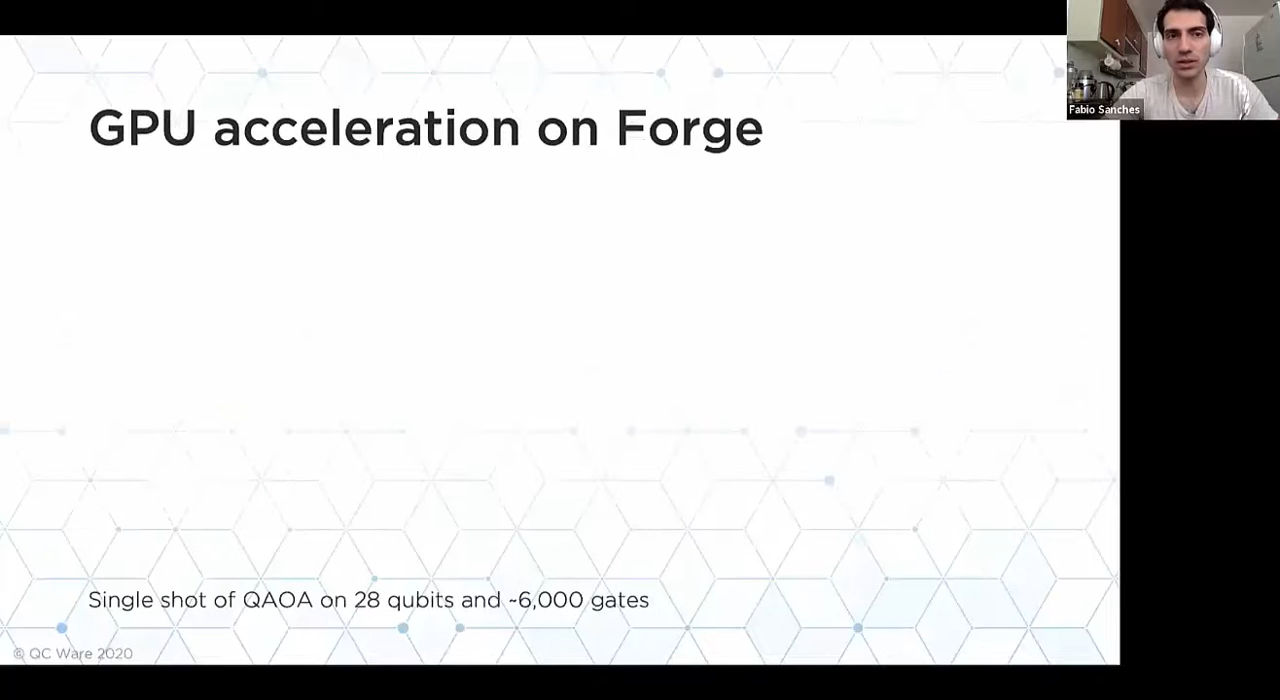 GPU acceleration on Forge
Fabio Sanches
Single shot of QAOA on 28 qubits and ~6,000 gates
© QC Ware 2020